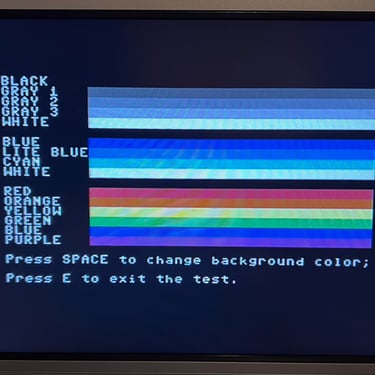 BLACK
GRAY 1
GRAY 2
GRAY 3
WHITE
BLUE
LITE BLUE
CYAN
WHITE
RED
ORANGE
YELLOW
GREEN
BLUE
PURPLE
Press SPACE to change background color;
Press E to exit the test.